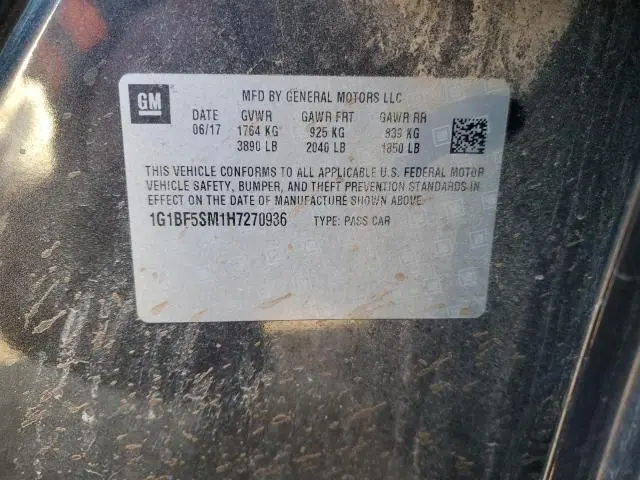 GM
MFD BY GENERAL MOTORS LLC
DATE GVWR GAWR FRT GAWR RR
06/17 1764 KG 925 KG 839 KG
3890 LB 2040 LB 1850 LB
THIS VEHICLE CONFORMS TO ALL APPLICABLE U.S. FEDERAL MOTOR
VEHICLE SAFETY, BUMPER, AND THEFT PREVENTION STANDARDS IN
EFFECT ON THE DATE OF MANUFACTURE SHOWN ABOVE.
1G1BF5SM1H7270936 TYPE: PASS CAR